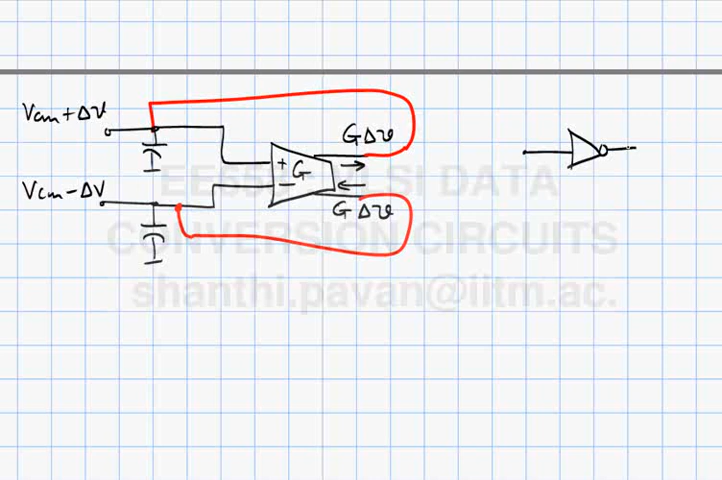 Vcm+Δv
GΔv
+
G
−
Vcm-ΔV
GΔv
EE658: VLSI DATA
CONVERSION CIRCUITS
shanthi.pavan@iitm.ac.